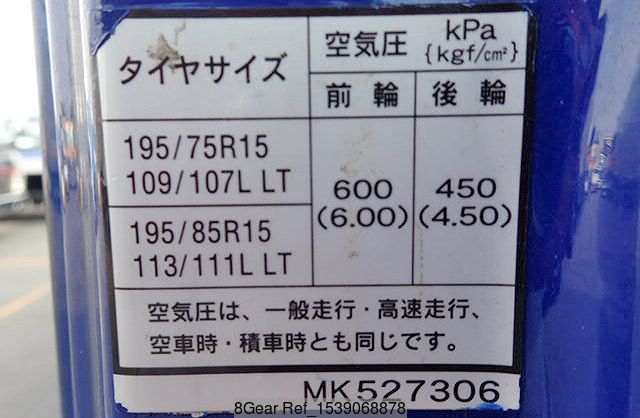 タイヤサイズ
空気圧 kPa {kgf/cm²}
前輪 後輪
195/75R15
109/107L LT
600 450
(6.00) (4.50)
195/85R15
113/111L LT
空気圧は、一般走行・高速走行、
空車時・積車時とも同じです。
MK527306
8Gear Ref_1539068878